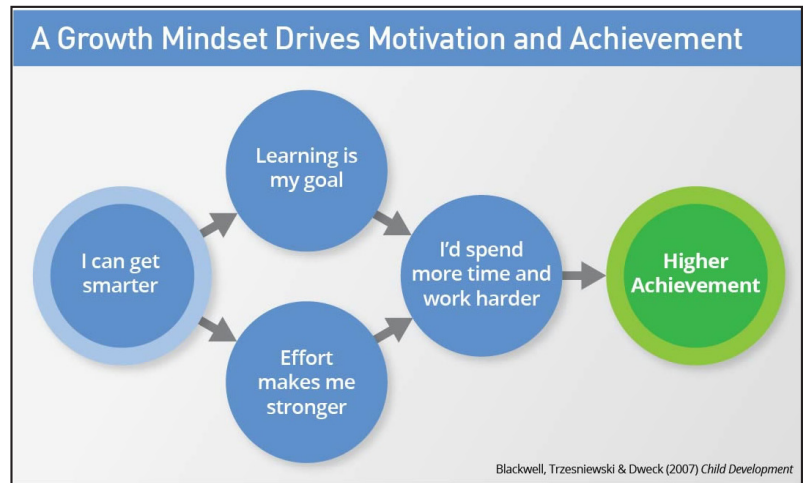 A Growth Mindset Drives Motivation and Achievement
I can get
smarter
Learning is
my goal
Effort
makes me
stronger
I'd spend
more time and
work harder
Higher
Achievement
Blackwell, Trzesniewski & Dweck (2007) Child Development